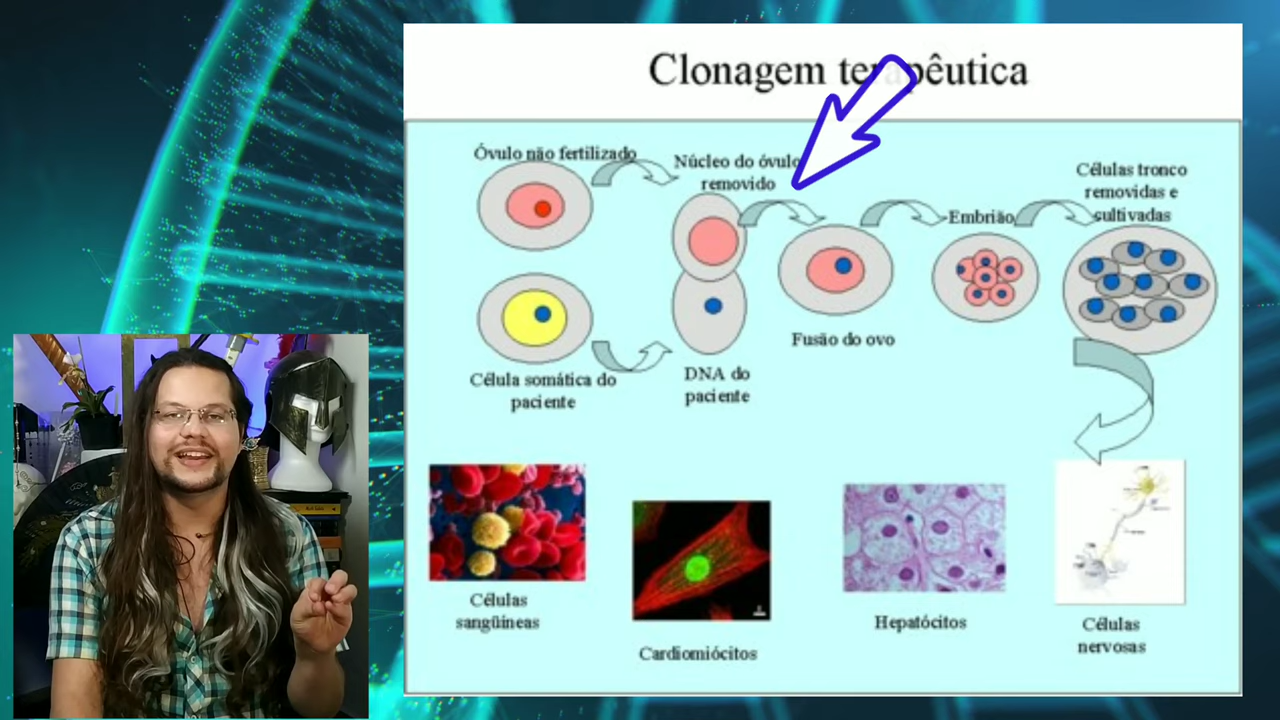 Clonagem terapêutica
Óvulo não fertilizado
Núcleo do óvulo
removido
Células tronco
removidas e
cultivadas
Embrião
Fusão do ovo
Célula somática do
paciente
DNA do
paciente
Células
sangüíneas
Cardiomiócitos
Hepatócitos
Células
nervosas